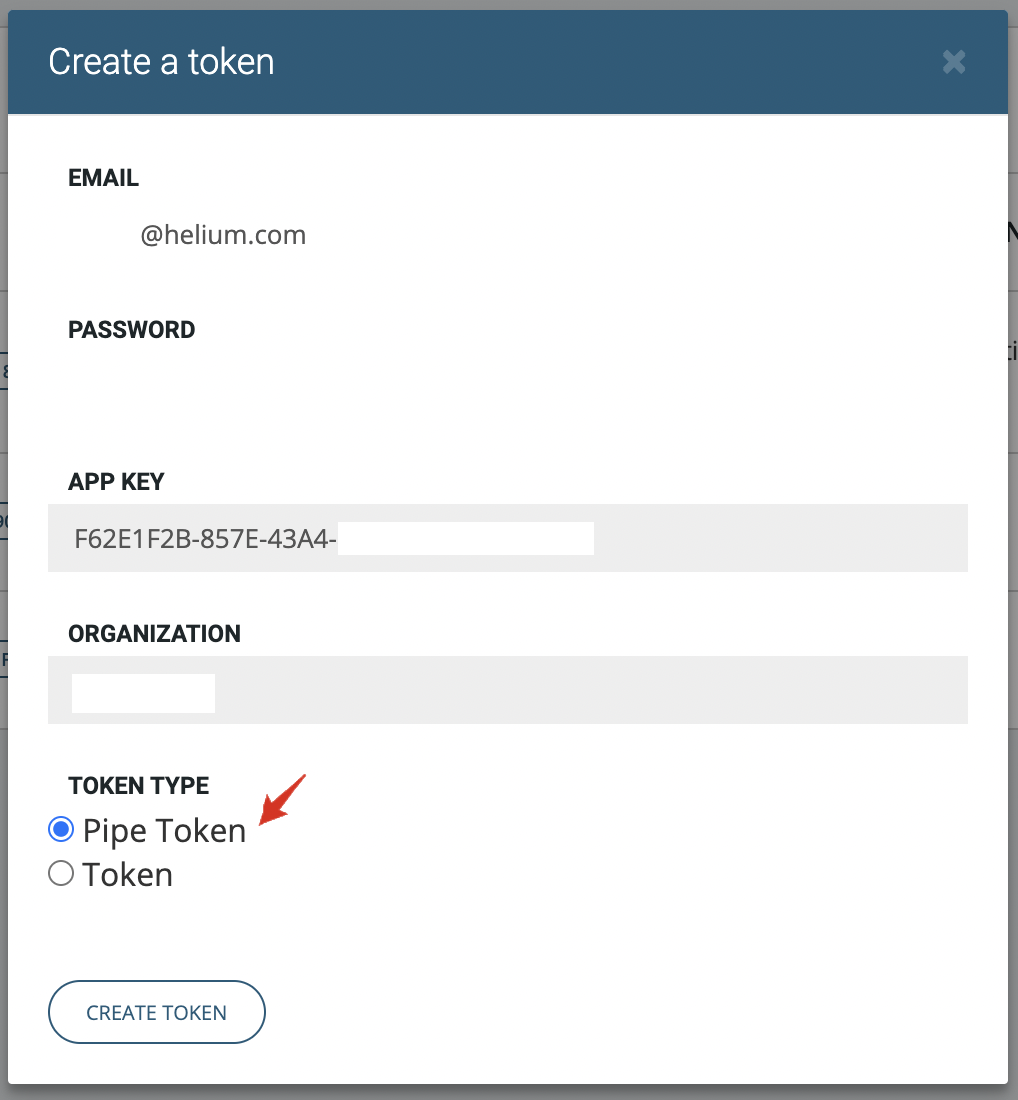 Create a token
EMAIL
@helium.com
PASSWORD
APP KEY
F62E1F2B-857E-43A4-
ORGANIZATION
TOKEN TYPE
Pipe Token
Token
CREATE TOKEN